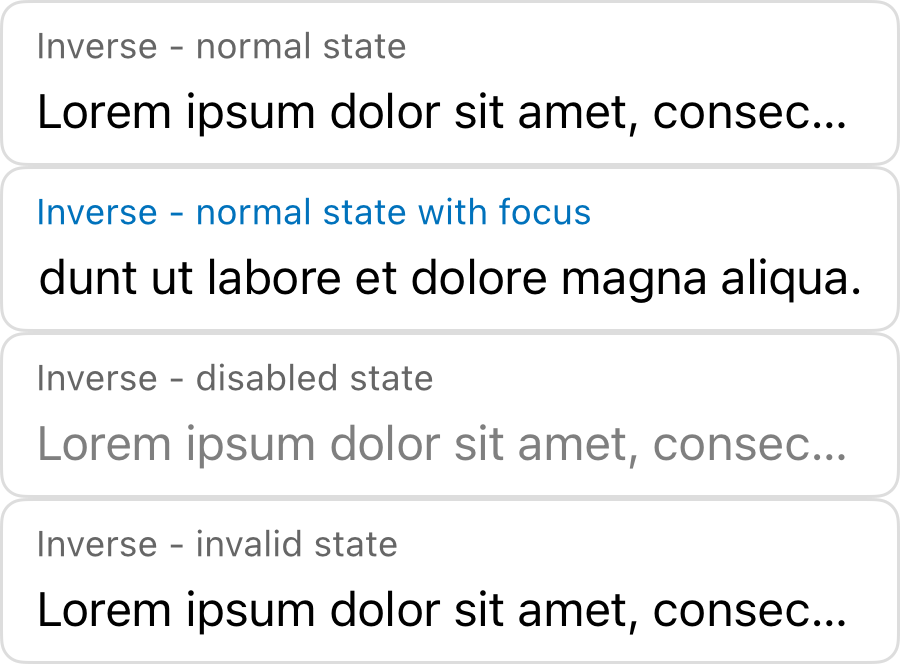 Inverse - normal state
Lorem ipsum dolor sit amet, consec...
Inverse - normal state with focus
dunt ut labore et dolore magna aliqua.
Inverse - disabled state
Lorem ipsum dolor sit amet, consec...
Inverse - invalid state
Lorem ipsum dolor sit amet, consec...